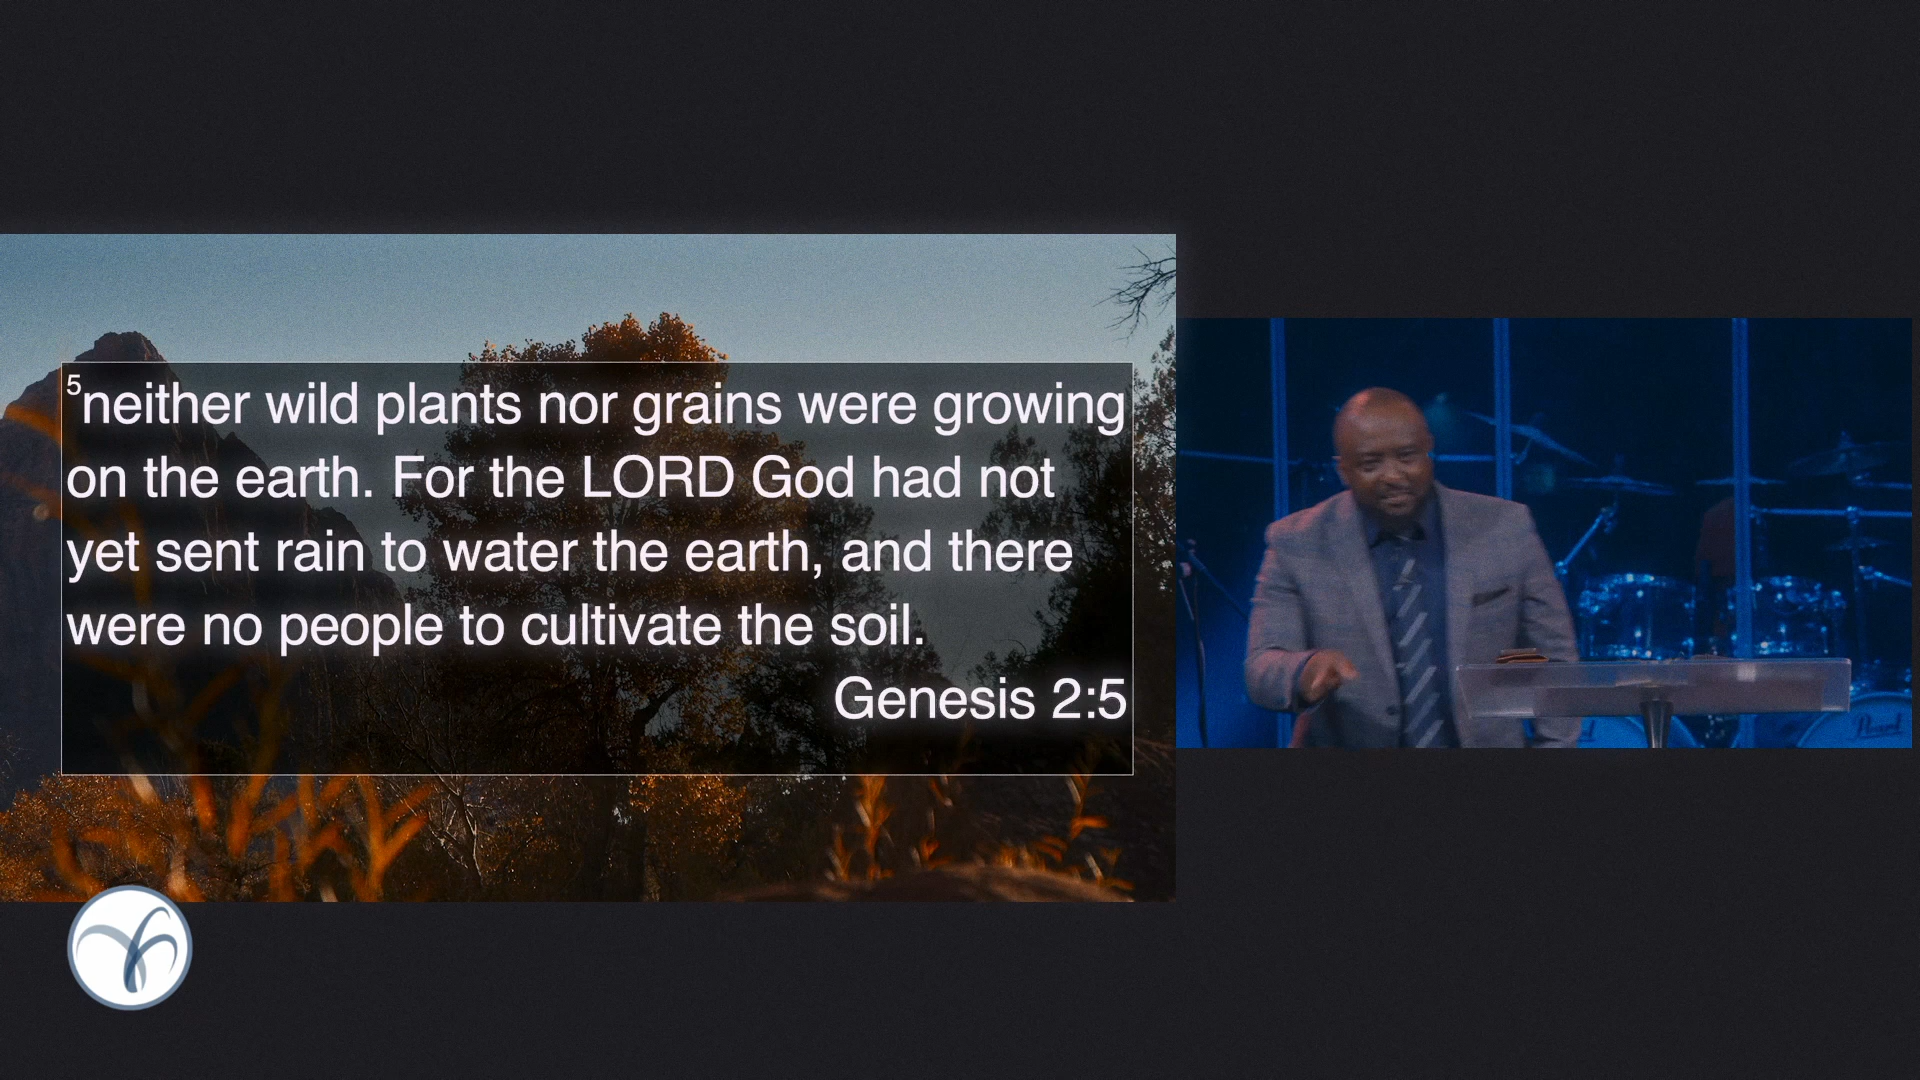 ⁵neither wild plants nor grains were growing
on the earth. For the LORD God had not
yet sent rain to water the earth, and there
were no people to cultivate the soil.
Genesis 2:5
Pearl